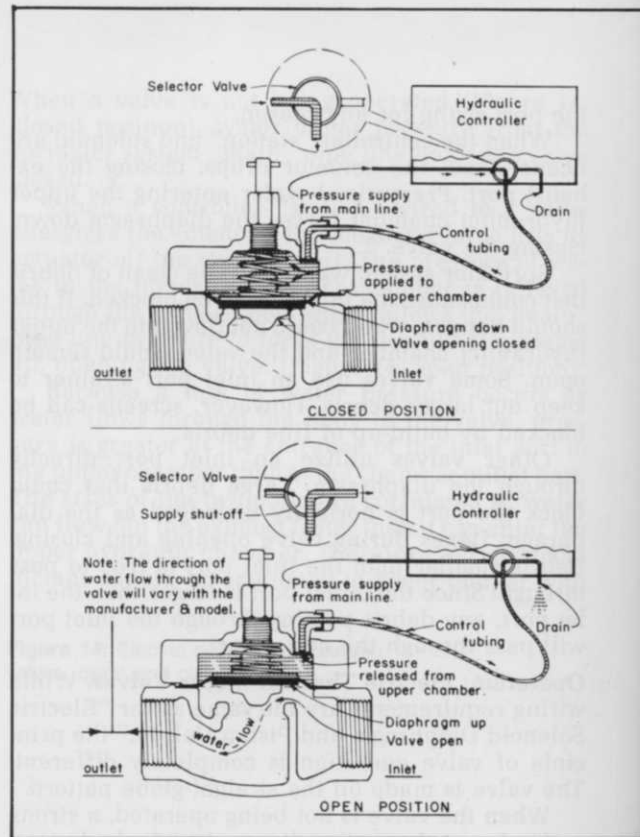 Selector Valve
Hydraulic
Controller
Pressure supply
from main line
Drain
Control
tubing
Pressure
applied to
upper chamber
Diaphragm down
Valve opening closed
outlet
Inlet
CLOSED POSITION
Selector Valve
Supply shut-off
Hydraulic
Controller
Note: The direction of
water flow through the
valve will vary with the
manufacturer & model.
Pressure supply
from main line.
Control
tubing
Drain
Pressure
released from
upper chamber.
Diaphragm up
Valve open
water flow
outlet
Inlet
OPEN POSITION